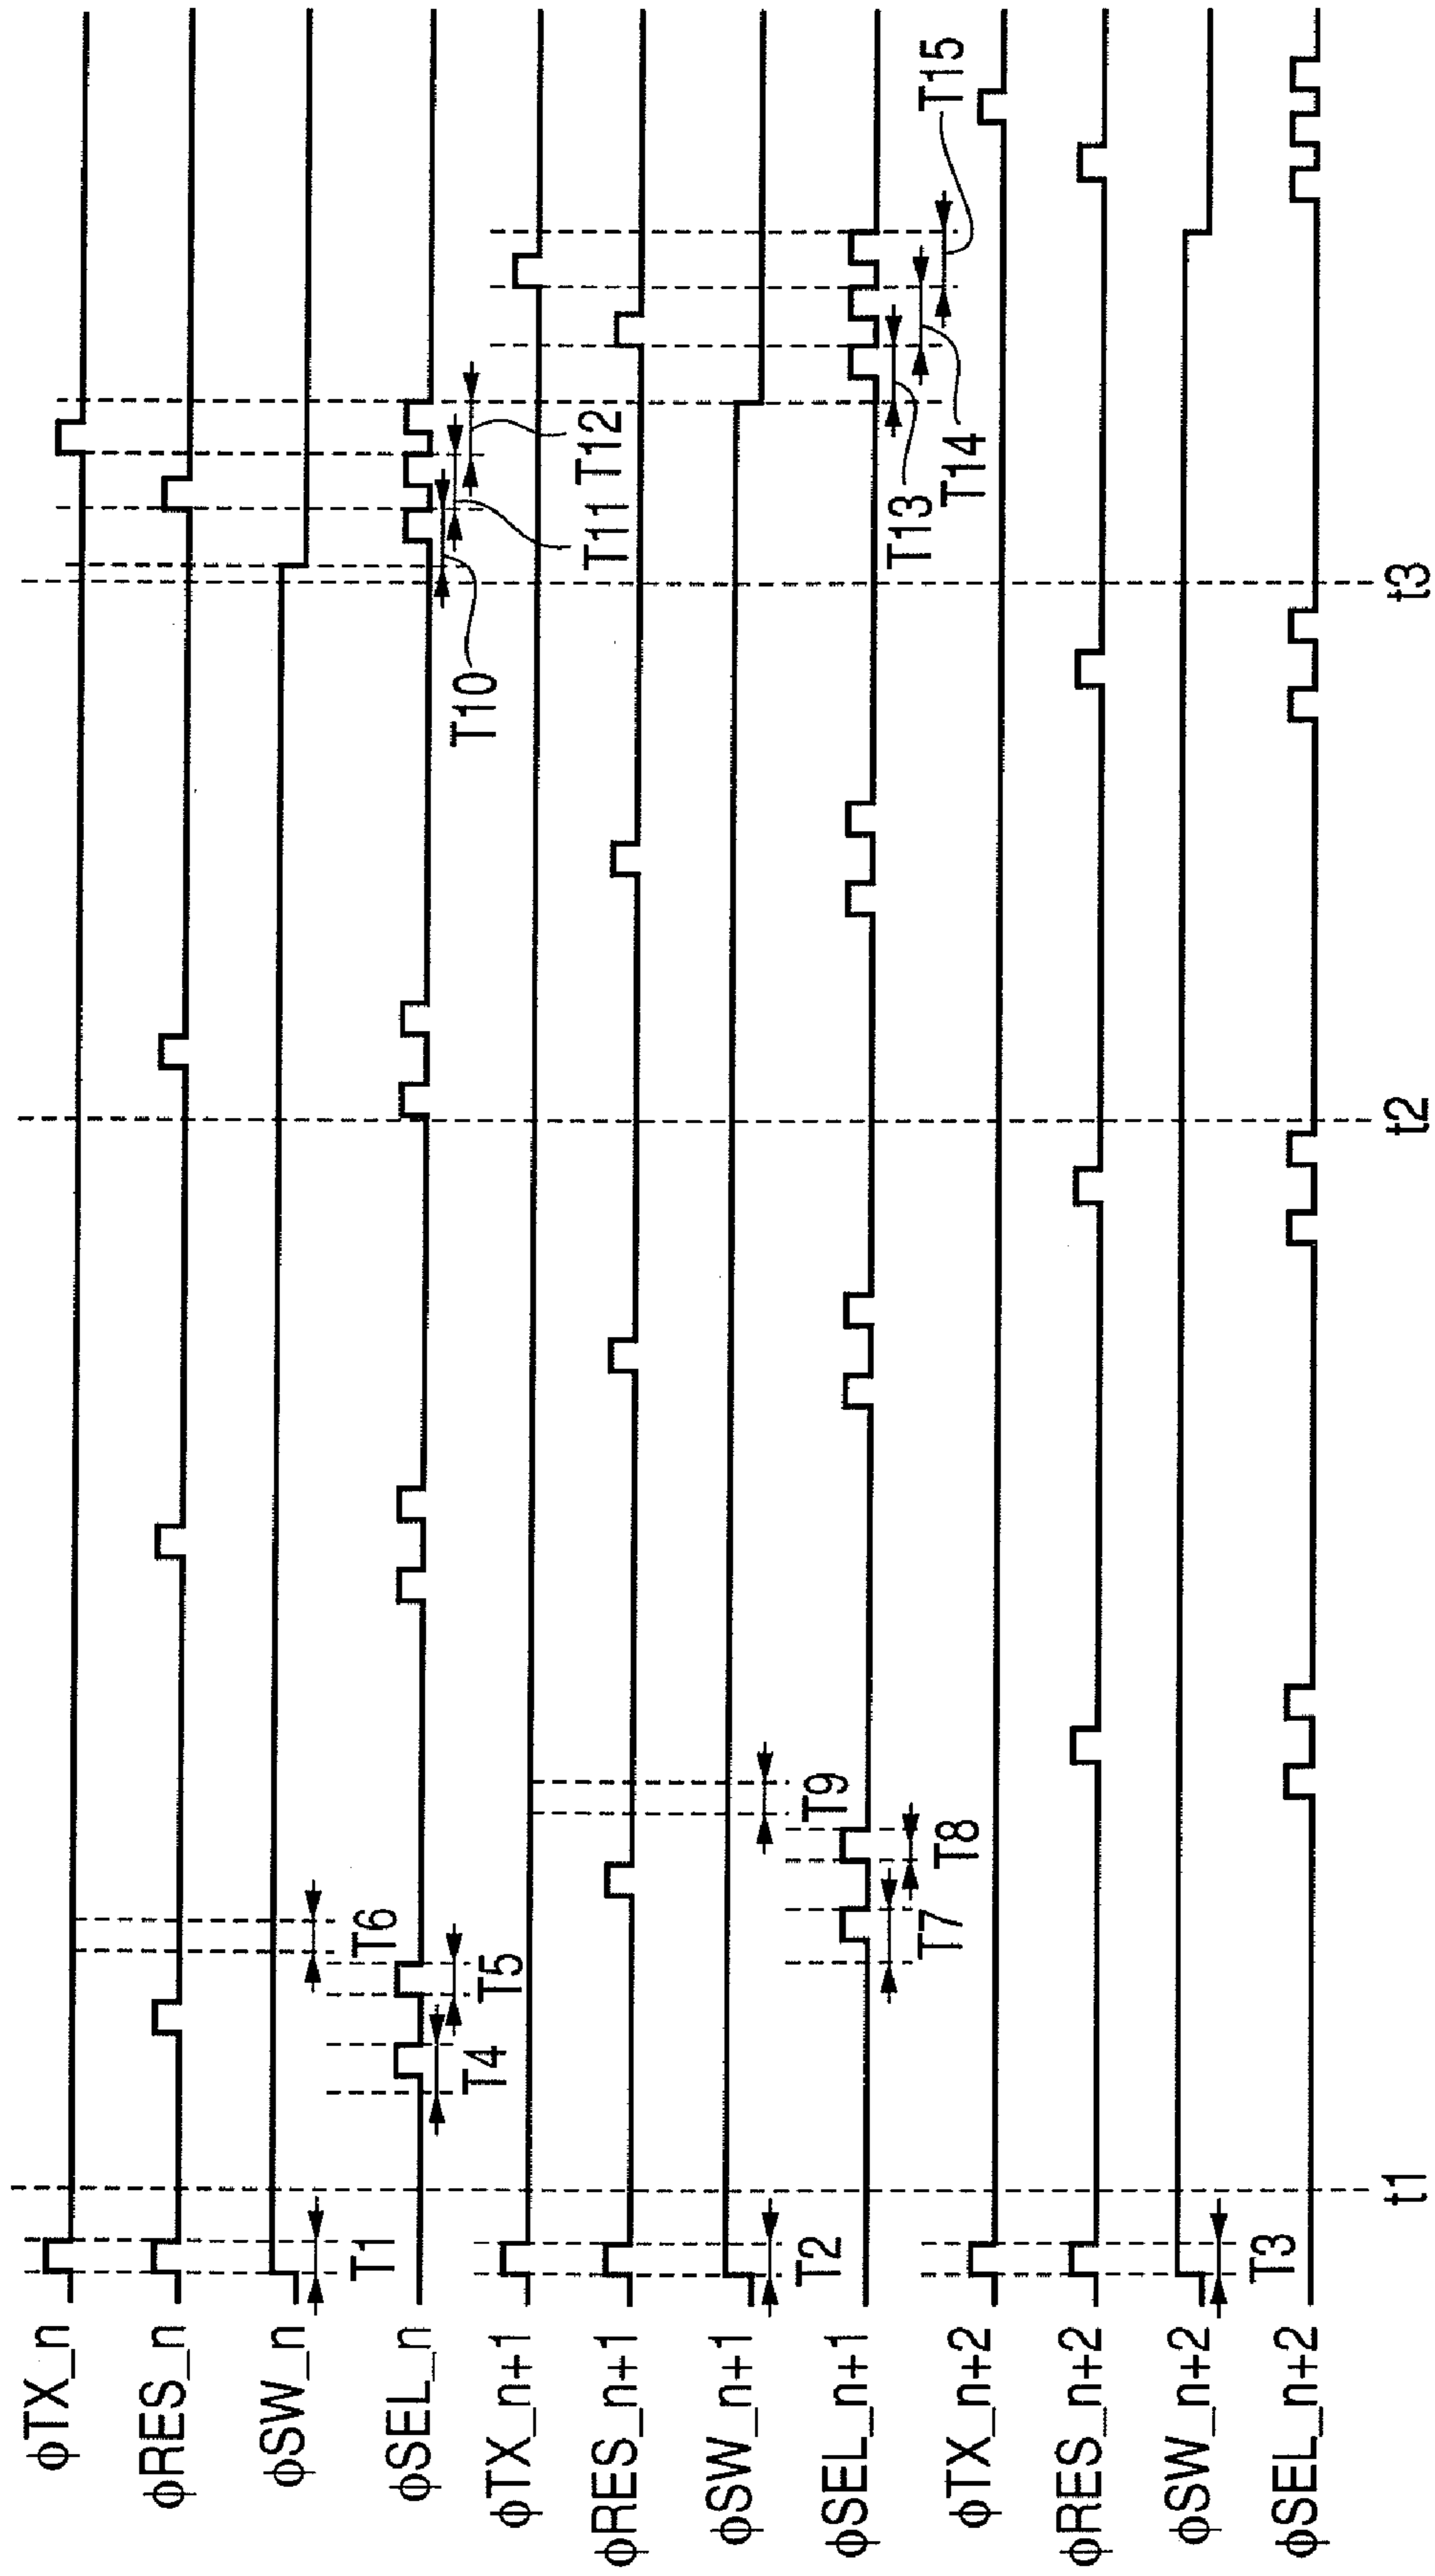 ϕTX_n
ϕRES_n
ϕSW_n
ϕSEL_n
ϕTX_n+1
ϕRES_n+1
ϕSW_n+1
ϕSEL_n+1
ϕTX_n+2
ϕRES_n+2
ϕSW_n+2
ϕSEL_n+2
T1
T2
T3
T4
T5
T6
T7
T8
T9
T10
T11
T12
T13
T14
T15
t1
t2
t3